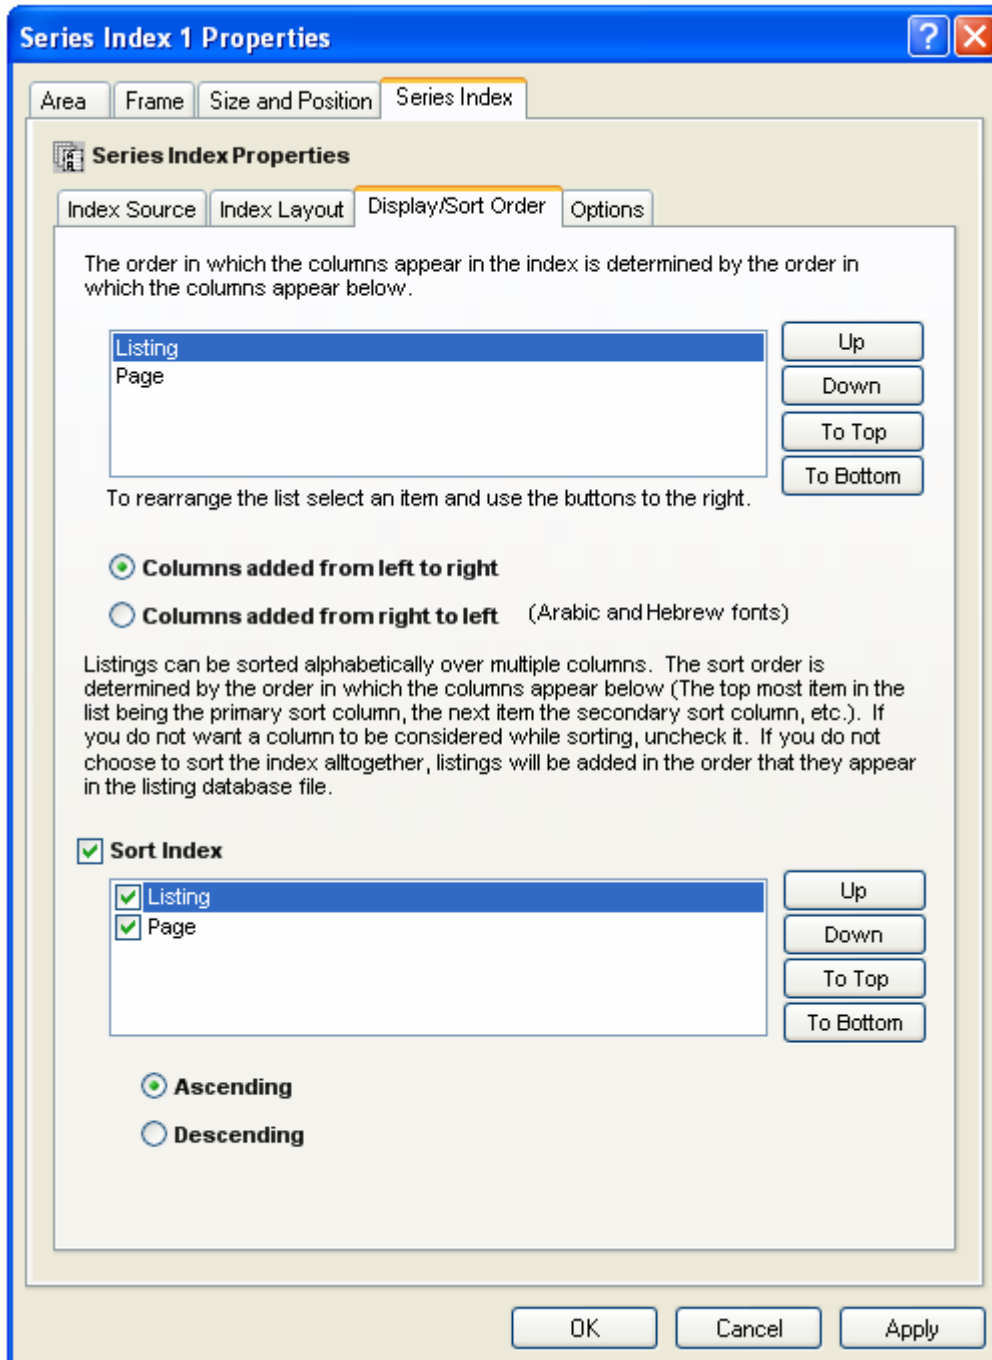 Series Index 1 Properties
?
Area Frame Size and Position Series Index
Series Index Properties
Index Source Index Layout Display/Sort Order Options
The order in which the columns appear in the index is determined by the order in
which the columns appear below.
Listing
Page
Up
Down
To Top
To Bottom
To rearrange the list select an item and use the buttons to the right.
Columns added from left to right
Columns added from right to left (Arabic and Hebrew fonts)
Listings can be sorted alphabetically over multiple columns. The sort order is
determined by the order in which the columns appear below (The top most item in the
list being the primary sort column, the next item the secondary sort column, etc.). If
you do not want a column to be considered while sorting, uncheck it. If you do not
choose to sort the index alltogether, listings will be added in the order that they appear
in the listing database file.
Sort Index
Listing
Page
Up
Down
To Top
To Bottom
Ascending
Descending
OK Cancel Apply